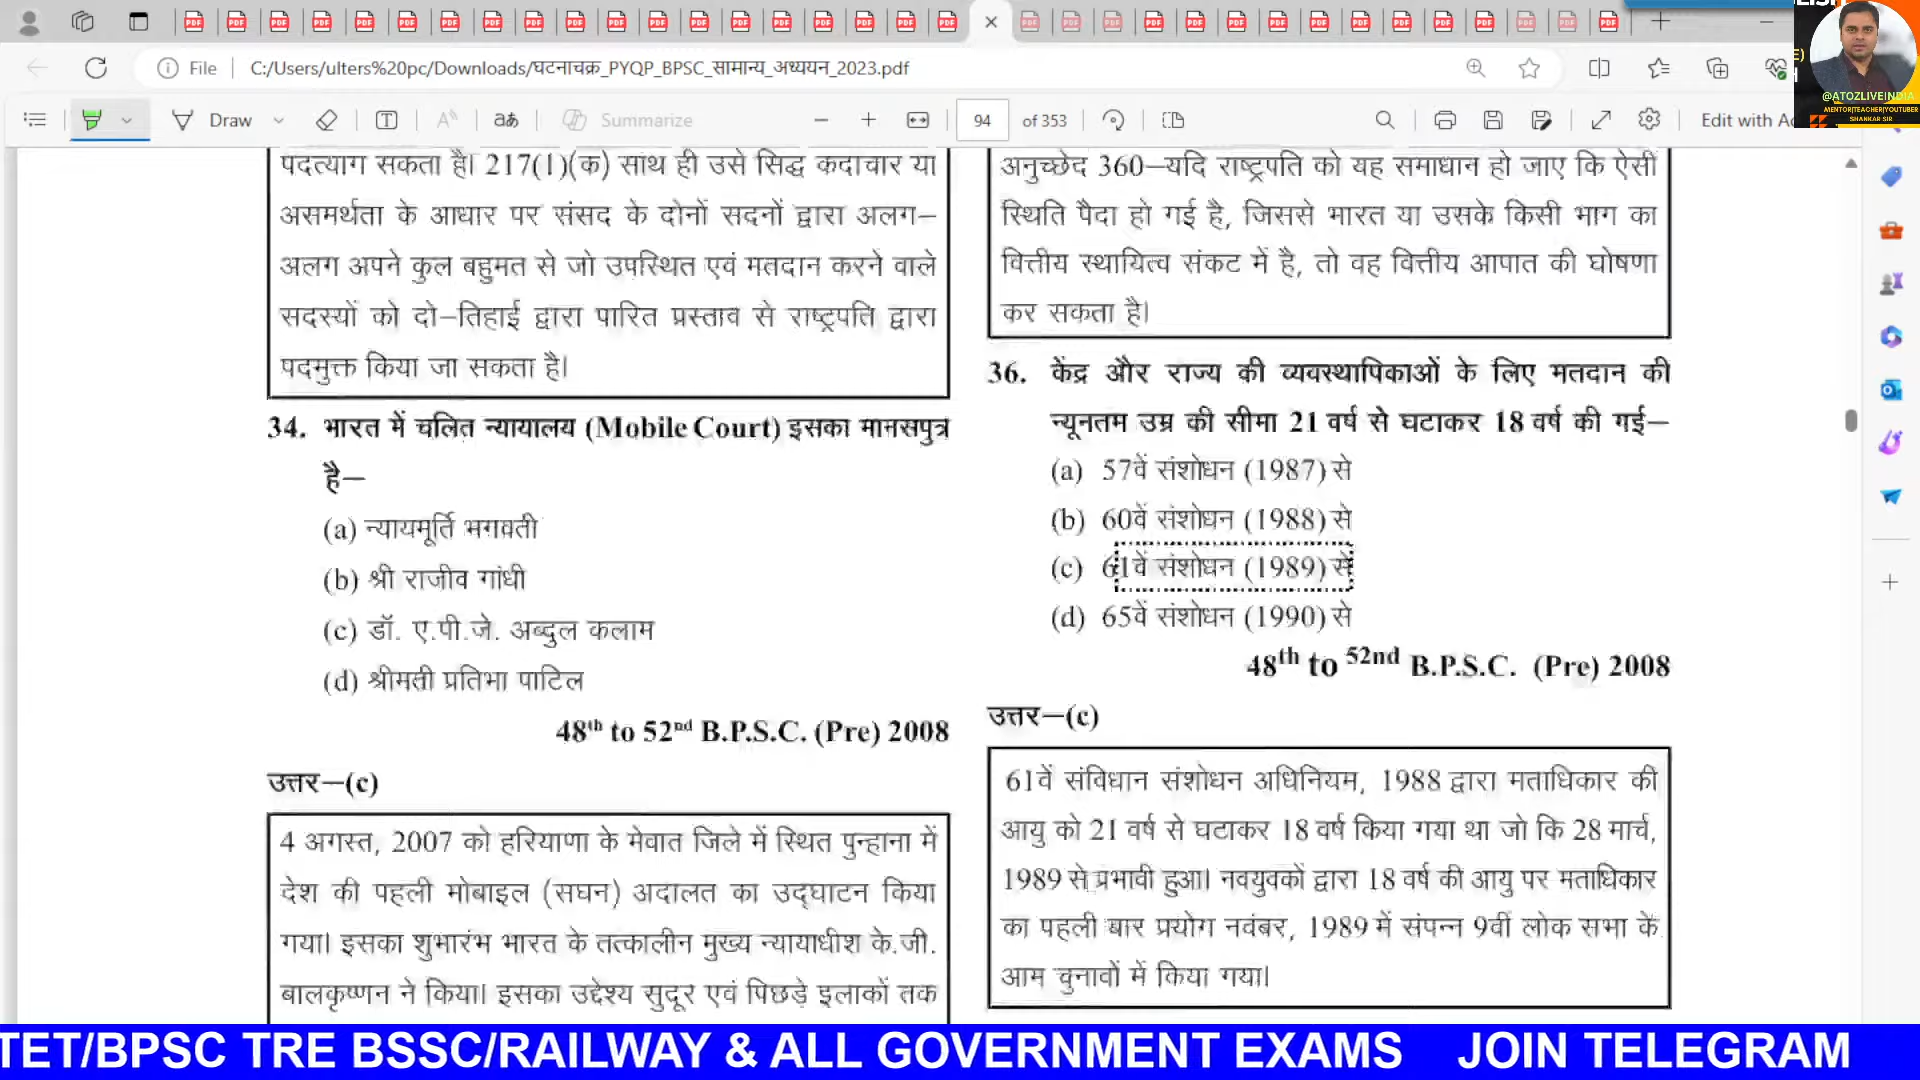 LISH
E)
H
@ATOZLIVEINDIA
MENTOR|TEACHER|YOUTUBER
SHANKAR SIR
File
C:/Users/ulters%20pc/Downloads/घटनाचक्र_PYQP_BPSC_सामान्य_अध्ययन_2023.pdf
Draw
Summarize
94 of 353
पदत्याग सकता है। 217(1)(क) साथ ही उसे सिद्ध कदाचार या
असमर्थता के आधार पर संसद के दोनों सदनों द्वारा अलग–
अलग अपने कुल बहुमत से जो उपस्थित एवं मतदान करने वाले
सदस्यों को दो–तिहाई द्वारा पारित प्रस्ताव से राष्ट्रपति द्वारा
पदमुक्त किया जा सकता है।
34. भारत में चलित न्यायालय (Mobile Court) इसका मानसपुत्र
है–
(a) न्यायमूर्ति भगवती
(b) श्री राजीव गांधी
(c) डॉ. ए.पी.जे. अब्दुल कलाम
(d) श्रीमती प्रतिभा पाटिल
48th to 52nd B.P.S.C. (Pre) 2008
उत्तर–(c)
4 अगस्त, 2007 को हरियाणा के मेवात जिले में स्थित पुन्हाना में
देश की पहली मोबाइल (सघन) अदालत का उद्घाटन किया
गया। इसका शुभारंभ भारत के तत्कालीन मुख्य न्यायाधीश के.जी.
बालकृष्णन ने किया। इसका उद्देश्य सुदूर एवं पिछड़े इलाकों तक
अनुच्छेद 360–यदि राष्ट्रपति को यह समाधान हो जाए कि ऐसी
स्थिति पैदा हो गई है, जिससे भारत या उसके किसी भाग का
वित्तीय स्थायित्व संकट में है, तो वह वित्तीय आपात की घोषणा
कर सकता है।
36. केंद्र और राज्य की व्यवस्थापिकाओं के लिए मतदान की
न्यूनतम उम्र की सीमा 21 वर्ष से घटाकर 18 वर्ष की गई–
(a) 57वें संशोधन (1987) से
(b) 60वें संशोधन (1988) से
(c) 61वें संशोधन (1989) से
(d) 65वें संशोधन (1990) से
48th to 52nd B.P.S.C. (Pre) 2008
उत्तर–(c)
61वें संविधान संशोधन अधिनियम, 1988 द्वारा मताधिकार की
आयु को 21 वर्ष से घटाकर 18 वर्ष किया गया था जो कि 28 मार्च,
1989 से प्रभावी हुआ। नवयुवकों द्वारा 18 वर्ष की आयु पर मताधिकार
का पहली बार प्रयोग नवंबर, 1989 में संपन्न 9वीं लोक सभा के
आम चुनावों में किया गया।
TET/BPSC TRE BSSC/RAILWAY & ALL GOVERNMENT EXAMS JOIN TELEGRAM